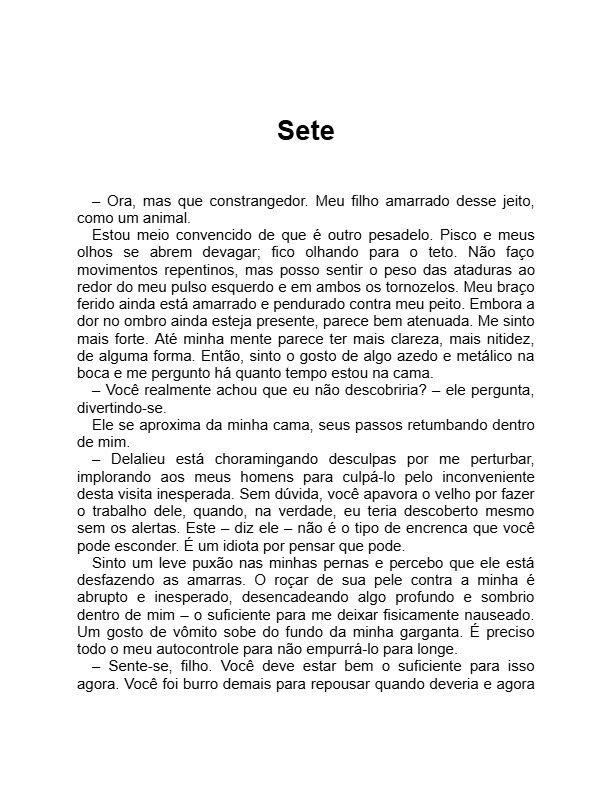 Sete
– Ora, mas que constrangedor. Meu filho amarrado desse jeito,
como um animal.
Estou meio convencido de que é outro pesadelo. Pisco e meus
olhos se abrem devagar; fico olhando para o teto. Não faço
movimentos repentinos, mas posso sentir o peso das ataduras ao
redor do meu pulso esquerdo e em ambos os tornozelos. Meu braço
ferido ainda está amarrado e pendurado contra meu peito. Embora a
dor no ombro ainda esteja presente, parece bem atenuada. Me sinto
mais forte. Até minha mente parece ter mais clareza, mais nitidez,
de alguma forma. Então, sinto o gosto de algo azedo e metálico na
boca e me pergunto há quanto tempo estou na cama.
– Você realmente achou que eu não descobriria? – ele pergunta,
divertindo-se.
Ele se aproxima da minha cama, seus passos retumbando dentro
de mim.
– Delalieu está choramingando desculpas por me perturbar,
implorando aos meus homens para culpá-lo pelo inconveniente
desta visita inesperada. Sem dúvida, você apavora o velho por fazer
o trabalho dele, quando, na verdade, eu teria descoberto mesmo
sem os alertas. Este – diz ele – não é o tipo de encrenca que você
pode esconder. É um idiota por pensar que pode.
Sinto um leve puxão nas minhas pernas e percebo que ele está
desfazendo as amarras. O roçar de sua pele contra a minha é
abrupto e inesperado, desencadeando algo profundo e sombrio
dentro de mim – o suficiente para me deixar fisicamente nauseado.
Um gosto de vômito sobe do fundo da minha garganta. É preciso
todo o meu autocontrole para não empurrá-lo para longe.
– Sente-se, filho. Você deve estar bem o suficiente para isso
agora. Você foi burro demais para repousar quando deveria e agora